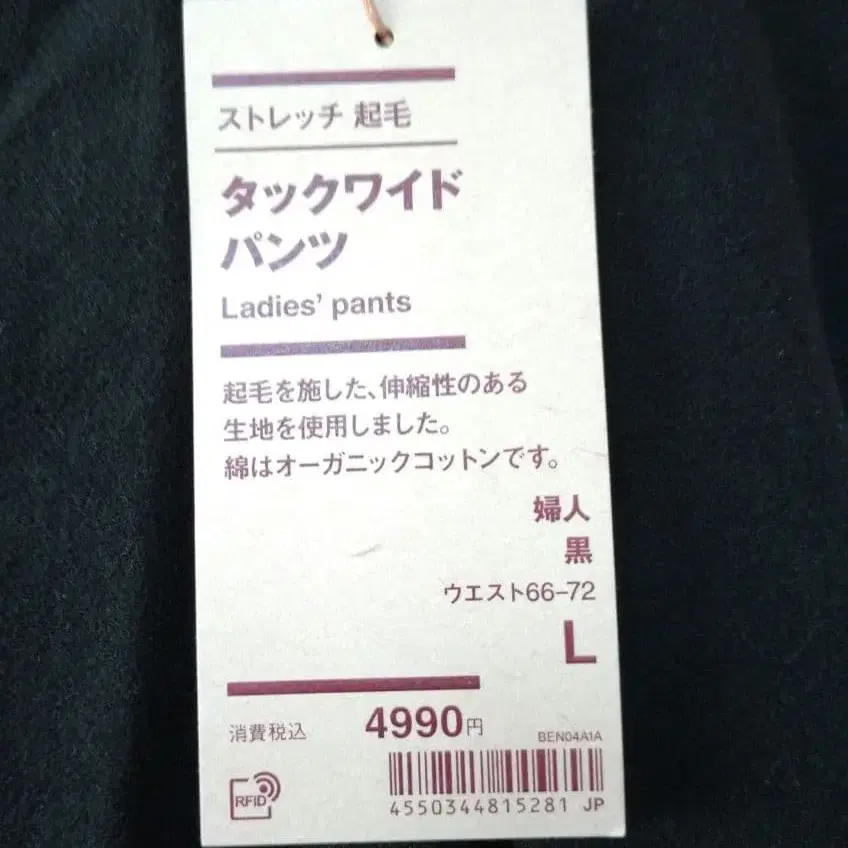 ストレッチ 起毛
タックワイド
パンツ
Ladies’ pants
起毛を施した、伸縮性のある
生地を使用しました。
綿はオーガニックコットンです。
婦人
黒
ウエスト66–72
L
消費税込 4990円
BEN04A1A
RFID
4550344815281 JP